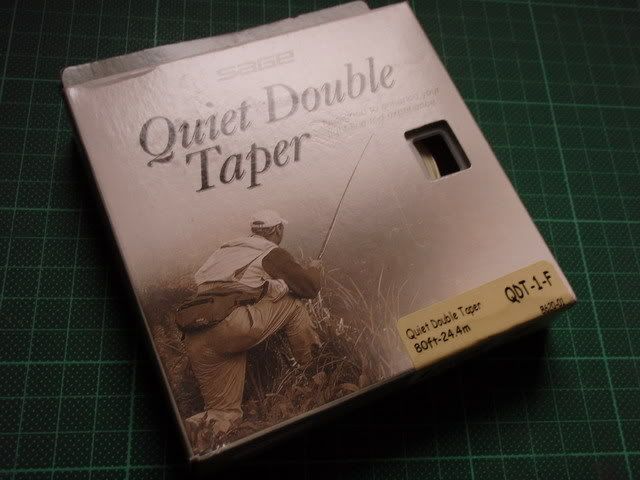 SAGE
Quiet Double
Taper
Quiet Double Taper
80ft-24.4m
QDT-1-F